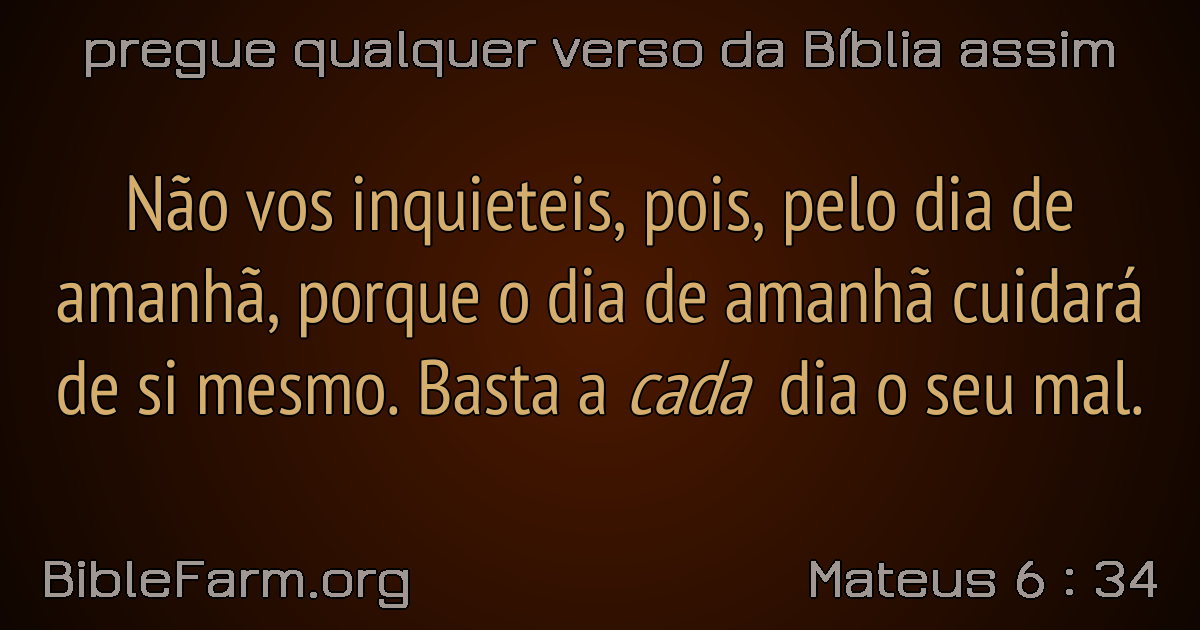 pregue qualquer verso da Bíblia assim
Não vos inquieteis, pois, pelo dia de
amanhã, porque o dia de amanhã cuidará
de si mesmo. Basta a cada dia o seu mal.
BibleFarm.org
Mateus 6 : 34